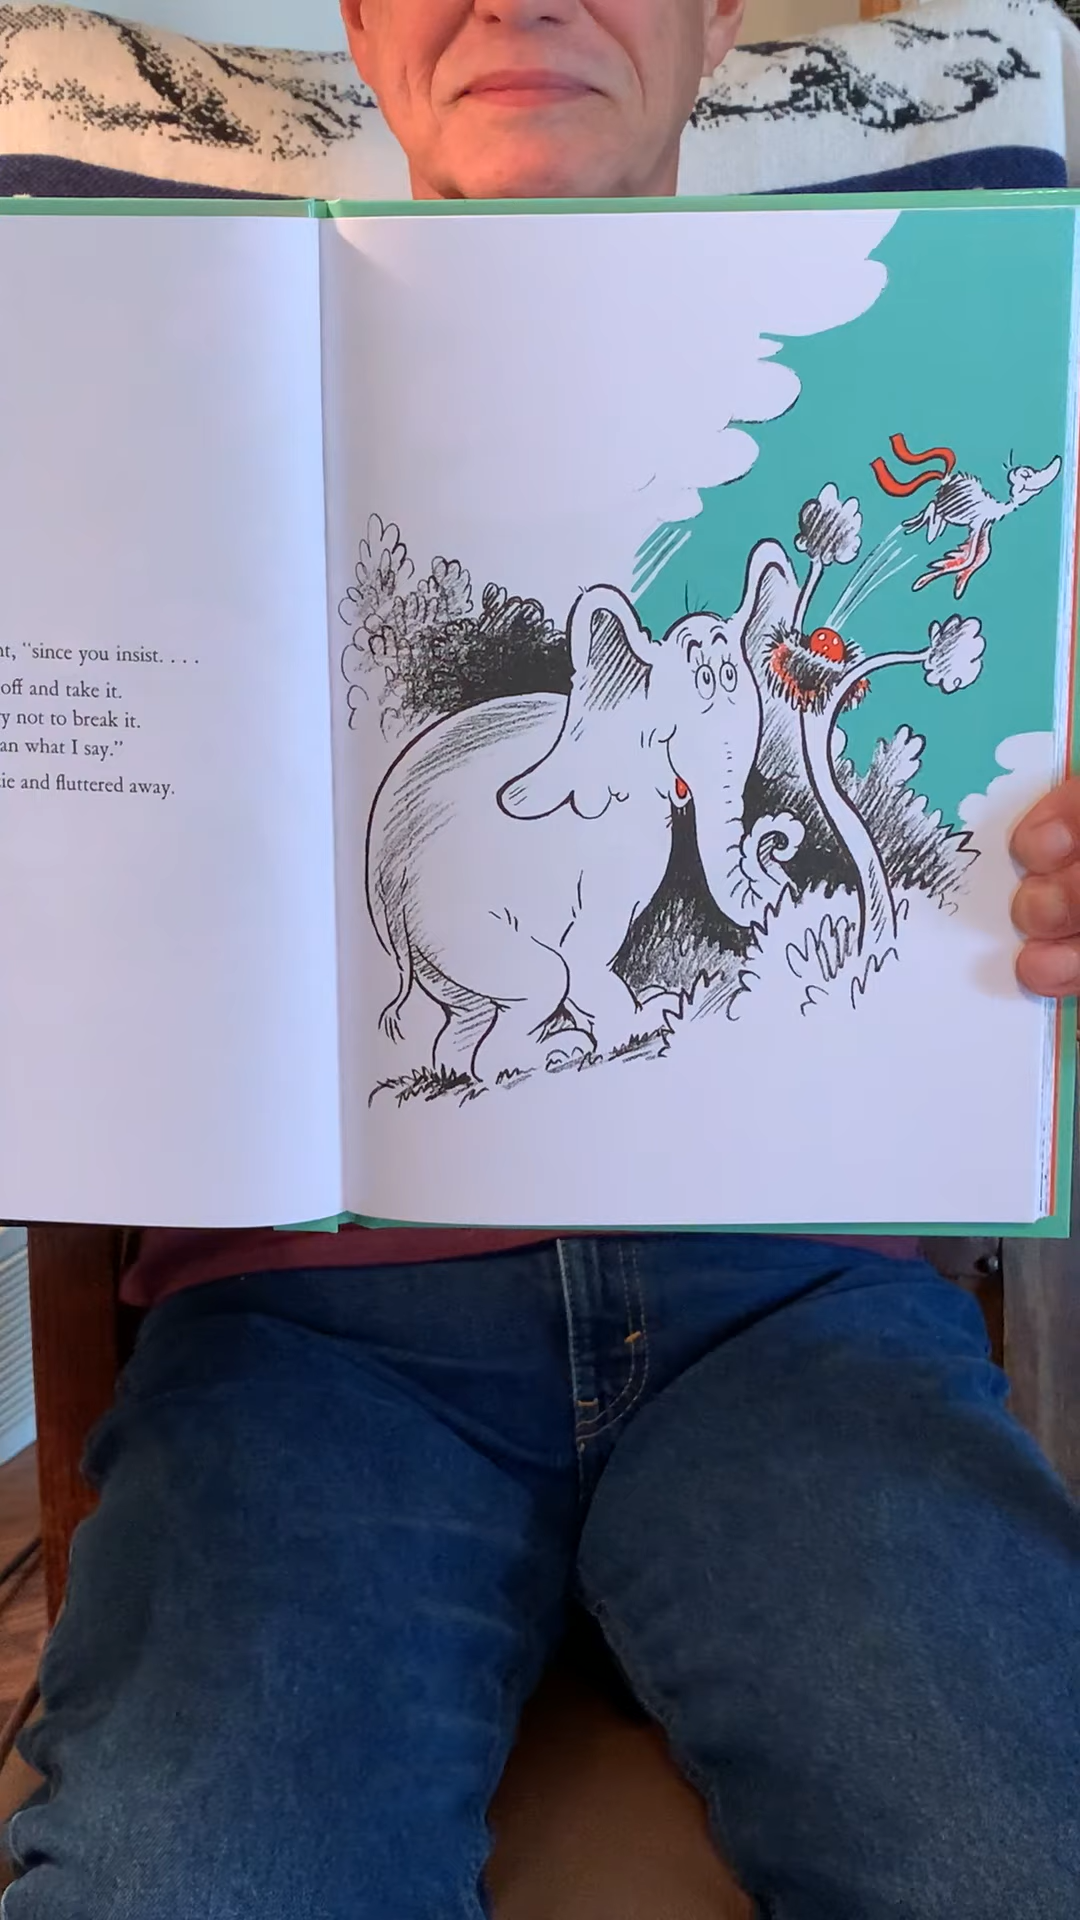 nt, "since you insist. . . .
off and take it.
y not to break it.
an what I say."
ie and fluttered away.